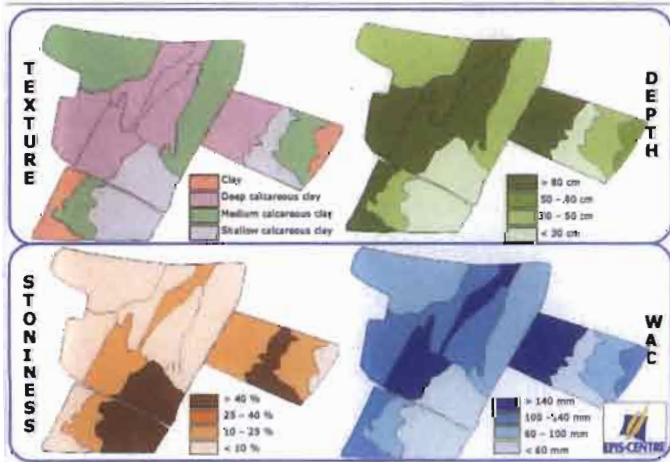 TEXTURE
Clay
Deep calcareous clay
Medium calcareous clay
Shallow calcareous clay
DEPTH
> 80 cm
50 - 80 cm
30 - 50 cm
< 30 cm
STONINESS
> 40 %
25 - 40 %
10 - 25 %
< 10 %
WAC
> 140 mm
100 - 140 mm
60 - 100 mm
< 60 mm
EPIS-CENTRE